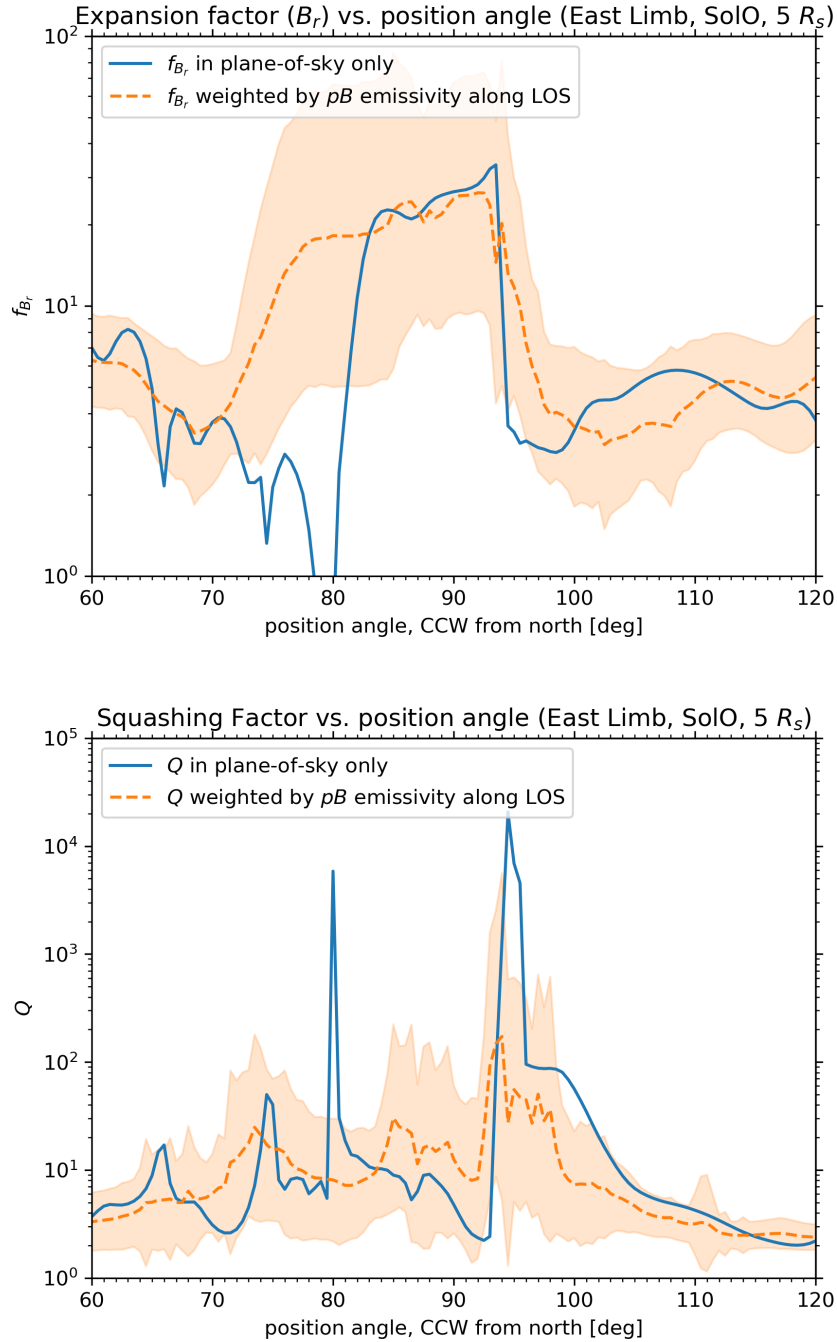 Expansion factor (B_r) vs. position angle (East Limb, SolO, 5 R_s)
10^2
f_{B_r} in plane-of-sky only
f_{B_r} weighted by pB emissivity along LOS
f_{B_r}
10^1
10^0
60 70 80 90 100 110 120
position angle, CCW from north [deg]
Squashing Factor vs. position angle (East Limb, SolO, 5 R_s)
10^5
Q in plane-of-sky only
Q weighted by pB emissivity along LOS
10^4
10^3
Q
10^2
10^1
10^0
60 70 80 90 100 110 120
position angle, CCW from north [deg]